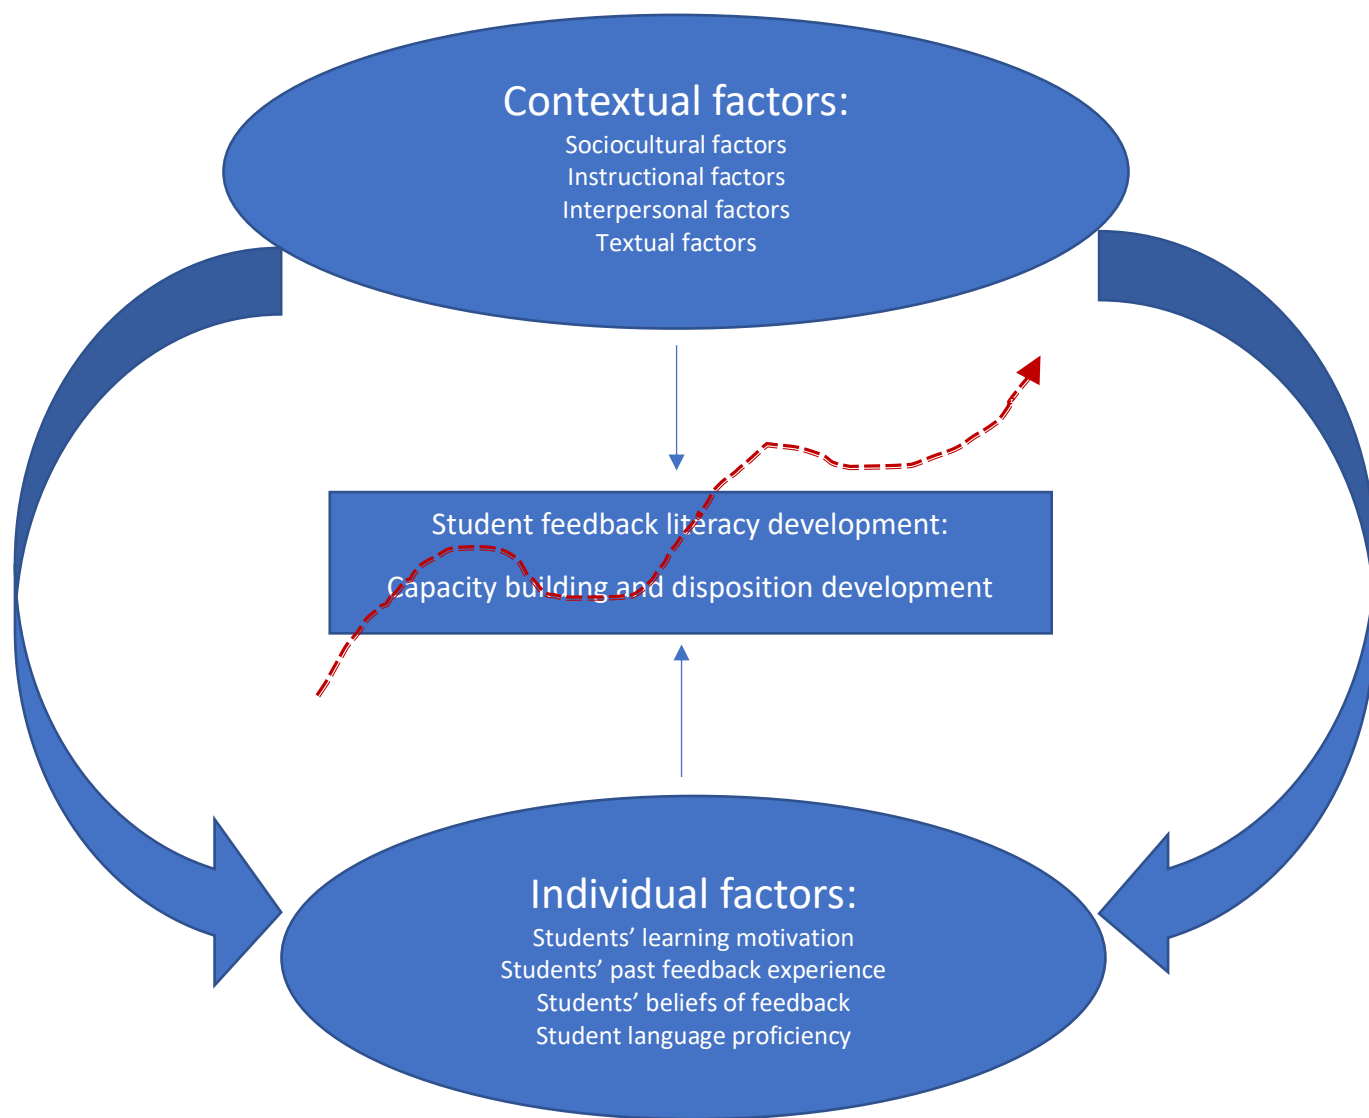 Contextual factors:
Sociocultural factors
Instructional factors
Interpersonal factors
Textual factors
Student feedback literacy development:
Capacity building and disposition development
Individual factors:
Students’ learning motivation
Students’ past feedback experience
Students’ beliefs of feedback
Student language proficiency